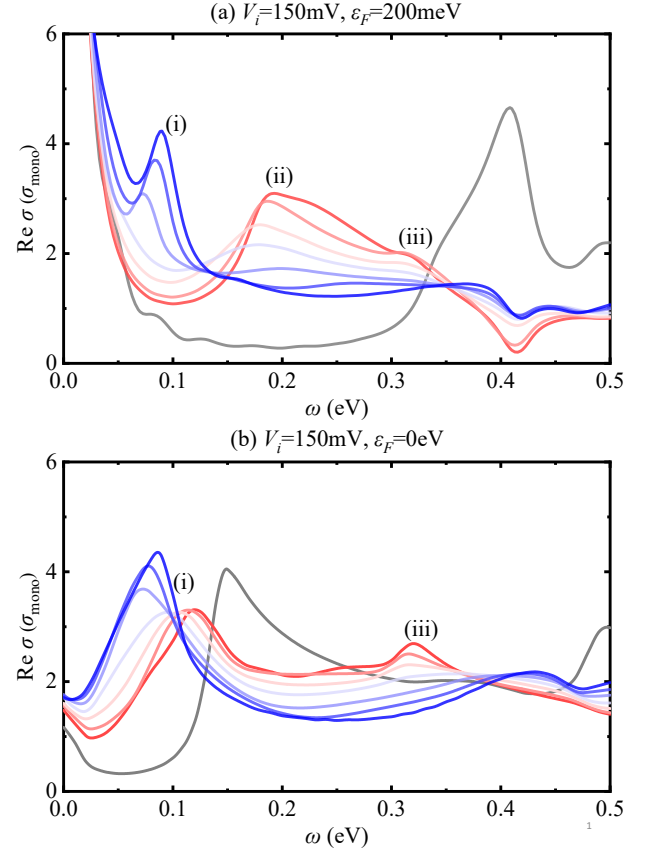 (a) Vᵢ=150mV, ε_F=200meV
6
4
2
0
Re σ (σ_mono)
(i)
(ii)
(iii)
0.0 0.1 0.2 0.3 0.4 0.5
ω (eV)
(b) Vᵢ=150mV, ε_F=0eV
6
4
2
0
Re σ (σ_mono)
(i)
(iii)
0.0 0.1 0.2 0.3 0.4 0.5
ω (eV)
1